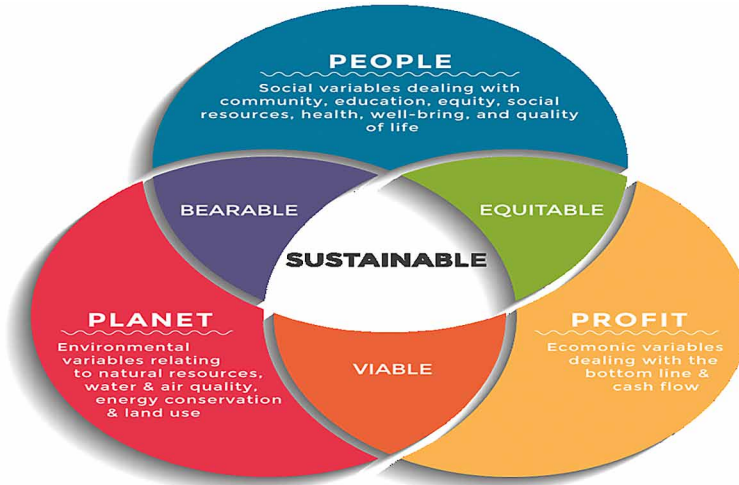 PEOPLE
Social variables dealing with
community, education, equity, social
resources, health, well-bring, and quality
of life
BEARABLE
EQUITABLE
SUSTAINABLE
PLANET
Environmental
variables relating
to natural resources,
water & air quality,
energy conservation
& land use
VIABLE
PROFIT
Ecomonic variables
dealing with the
bottom line &
cash flow